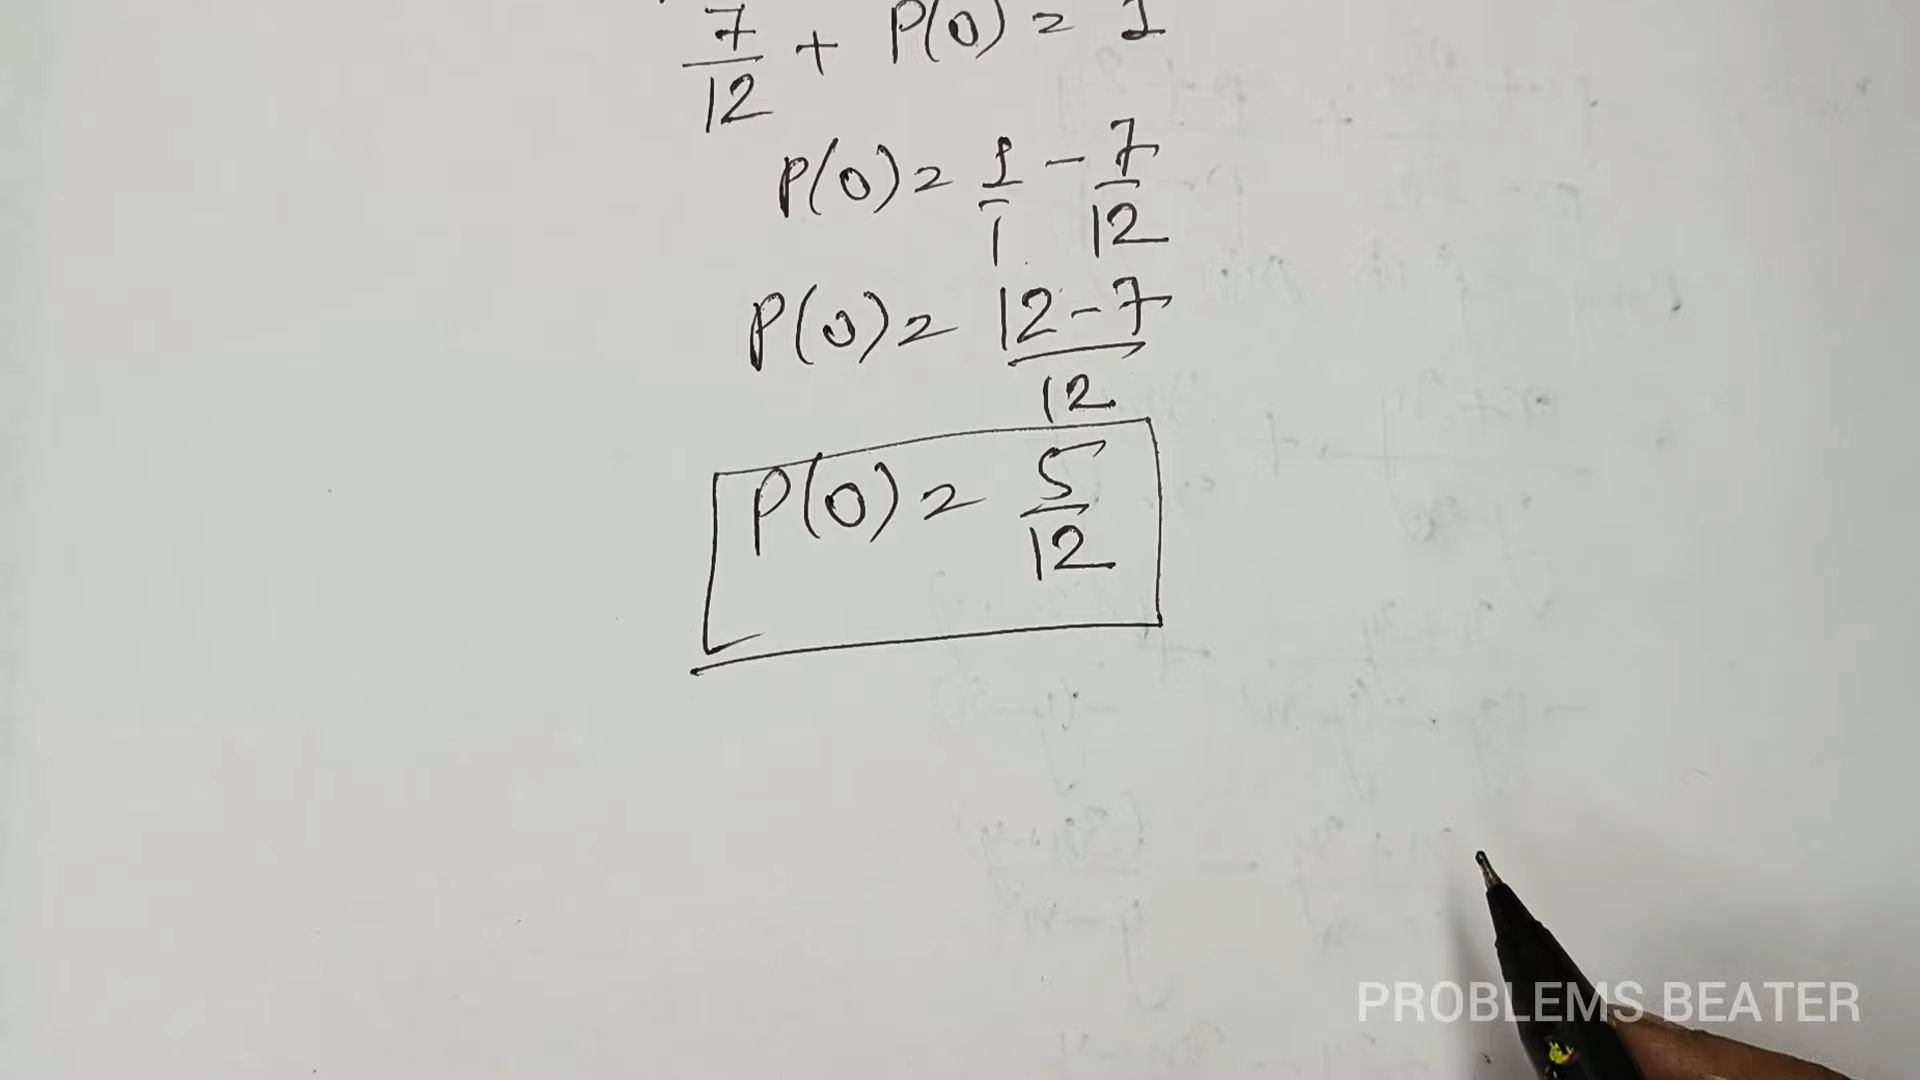 7/12 + P(0) = 1
P(0) = 1/1 - 7/12
P(0) = 12-7/12
P(0) = 5/12
PROBLEMS BEATER